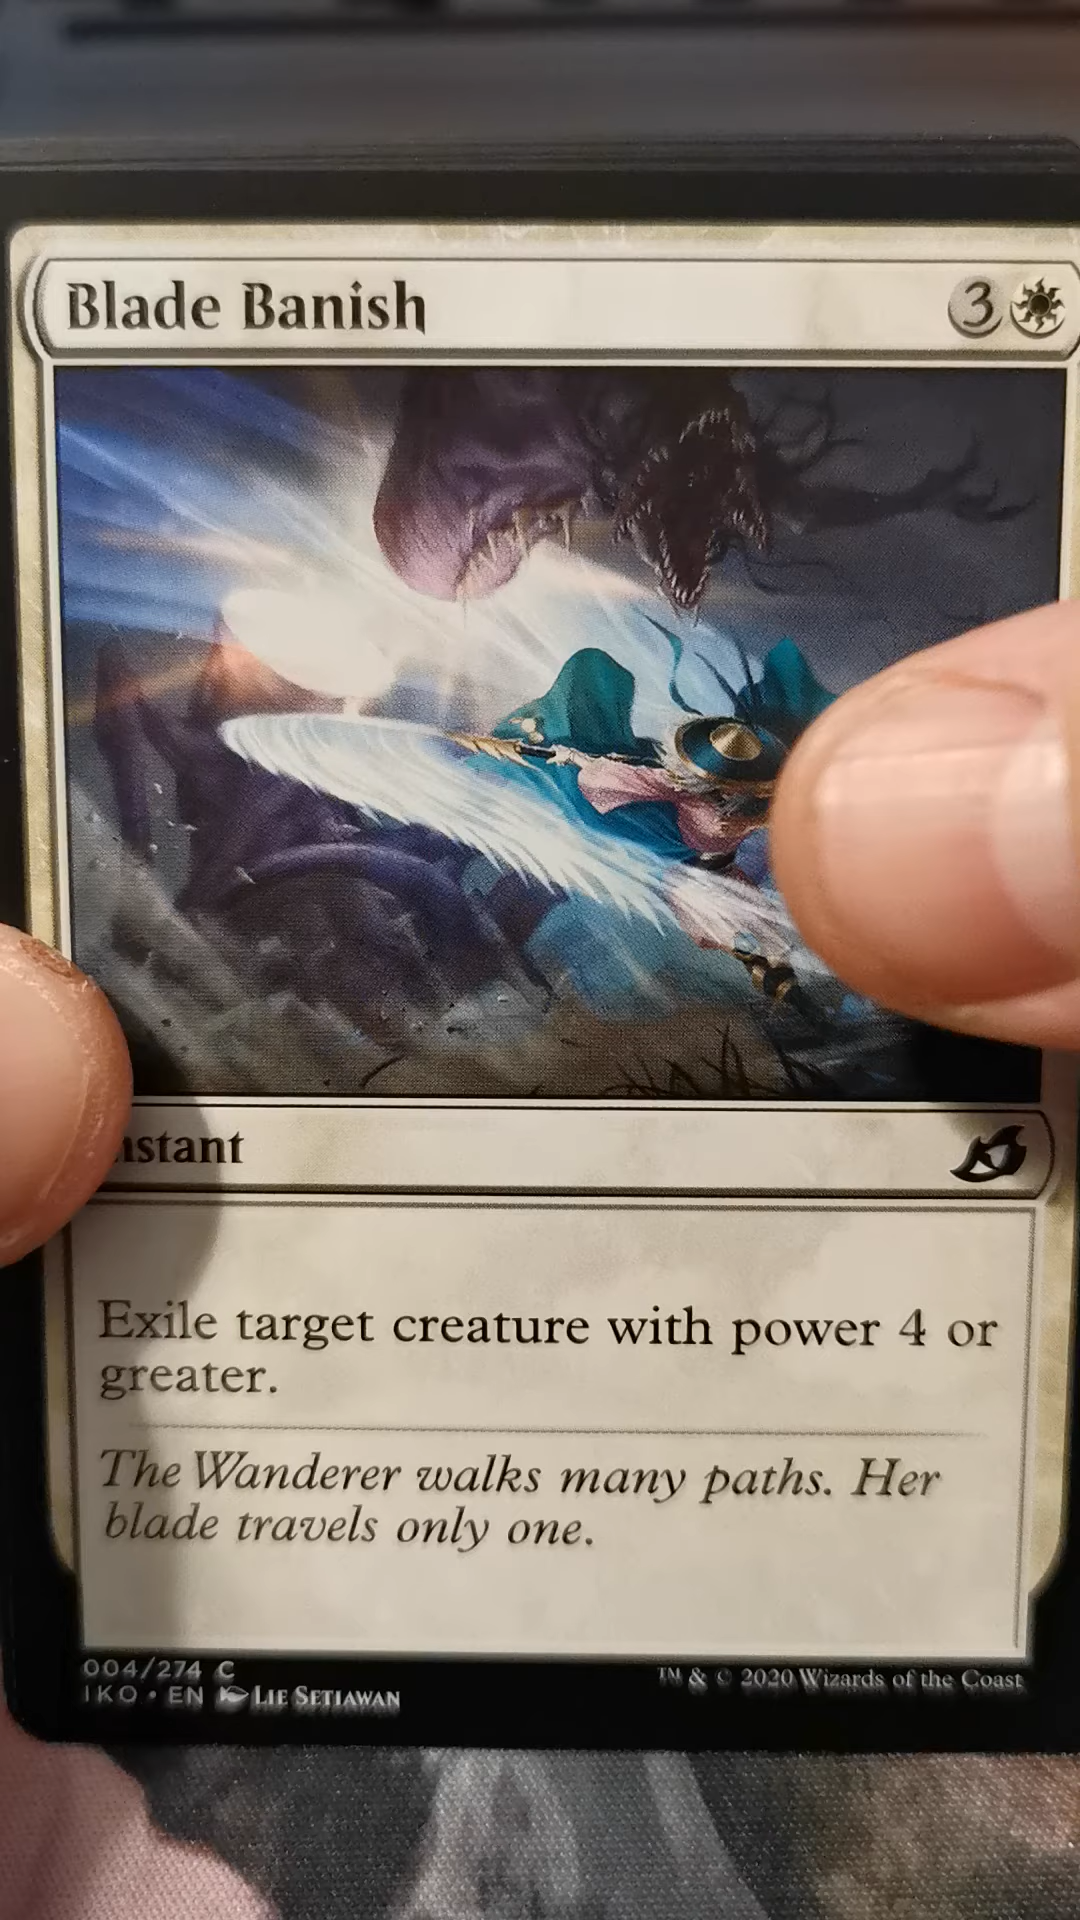 Blade Banish 3
nstant
Exile target creature with power 4 or
greater.
The Wanderer walks many paths. Her
blade travels only one.
004/274 C
IKO • EN Lie Setiawan
™ & © 2020 Wizards of the Coast